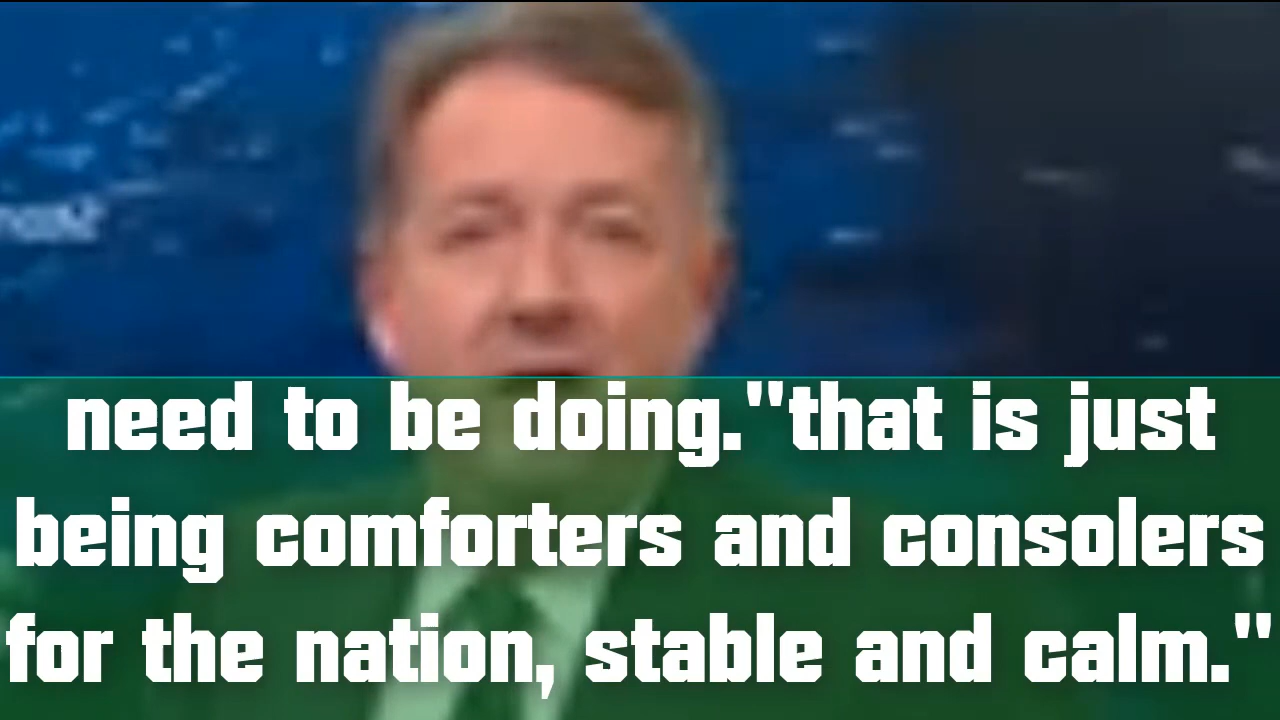 need to be doing."that is just
being comforters and consolers
for the nation, stable and calm."